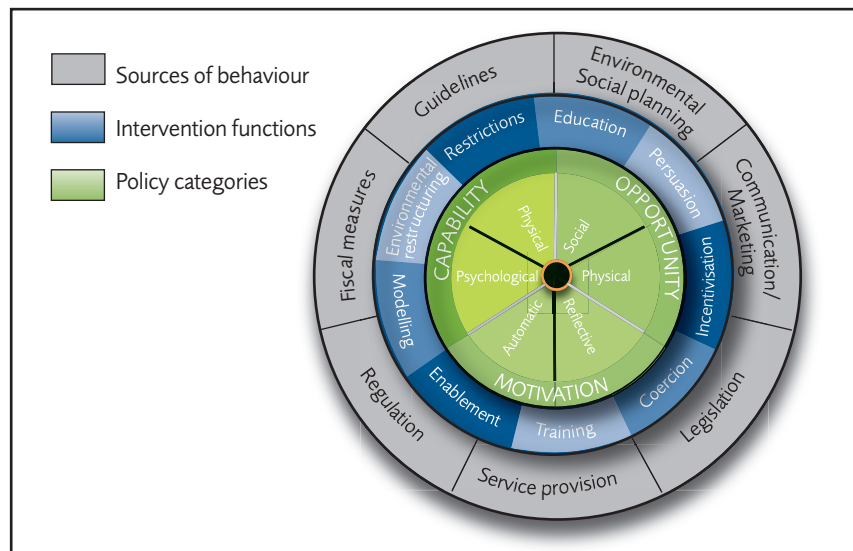 Sources of behaviour
Intervention functions
Policy categories
Guidelines
Environmental
Social planning
Communication/
Marketing
Legislation
Service provision
Regulation
Fiscal measures
Restrictions
Education
Persuasion
Incentivisation
Coercion
Training
Enablement
Modelling
Environmental
restructuring
CAPABILITY
OPPORTUNITY
MOTIVATION
Physical
Social
Psychological
Physical
Automatic
Reflective